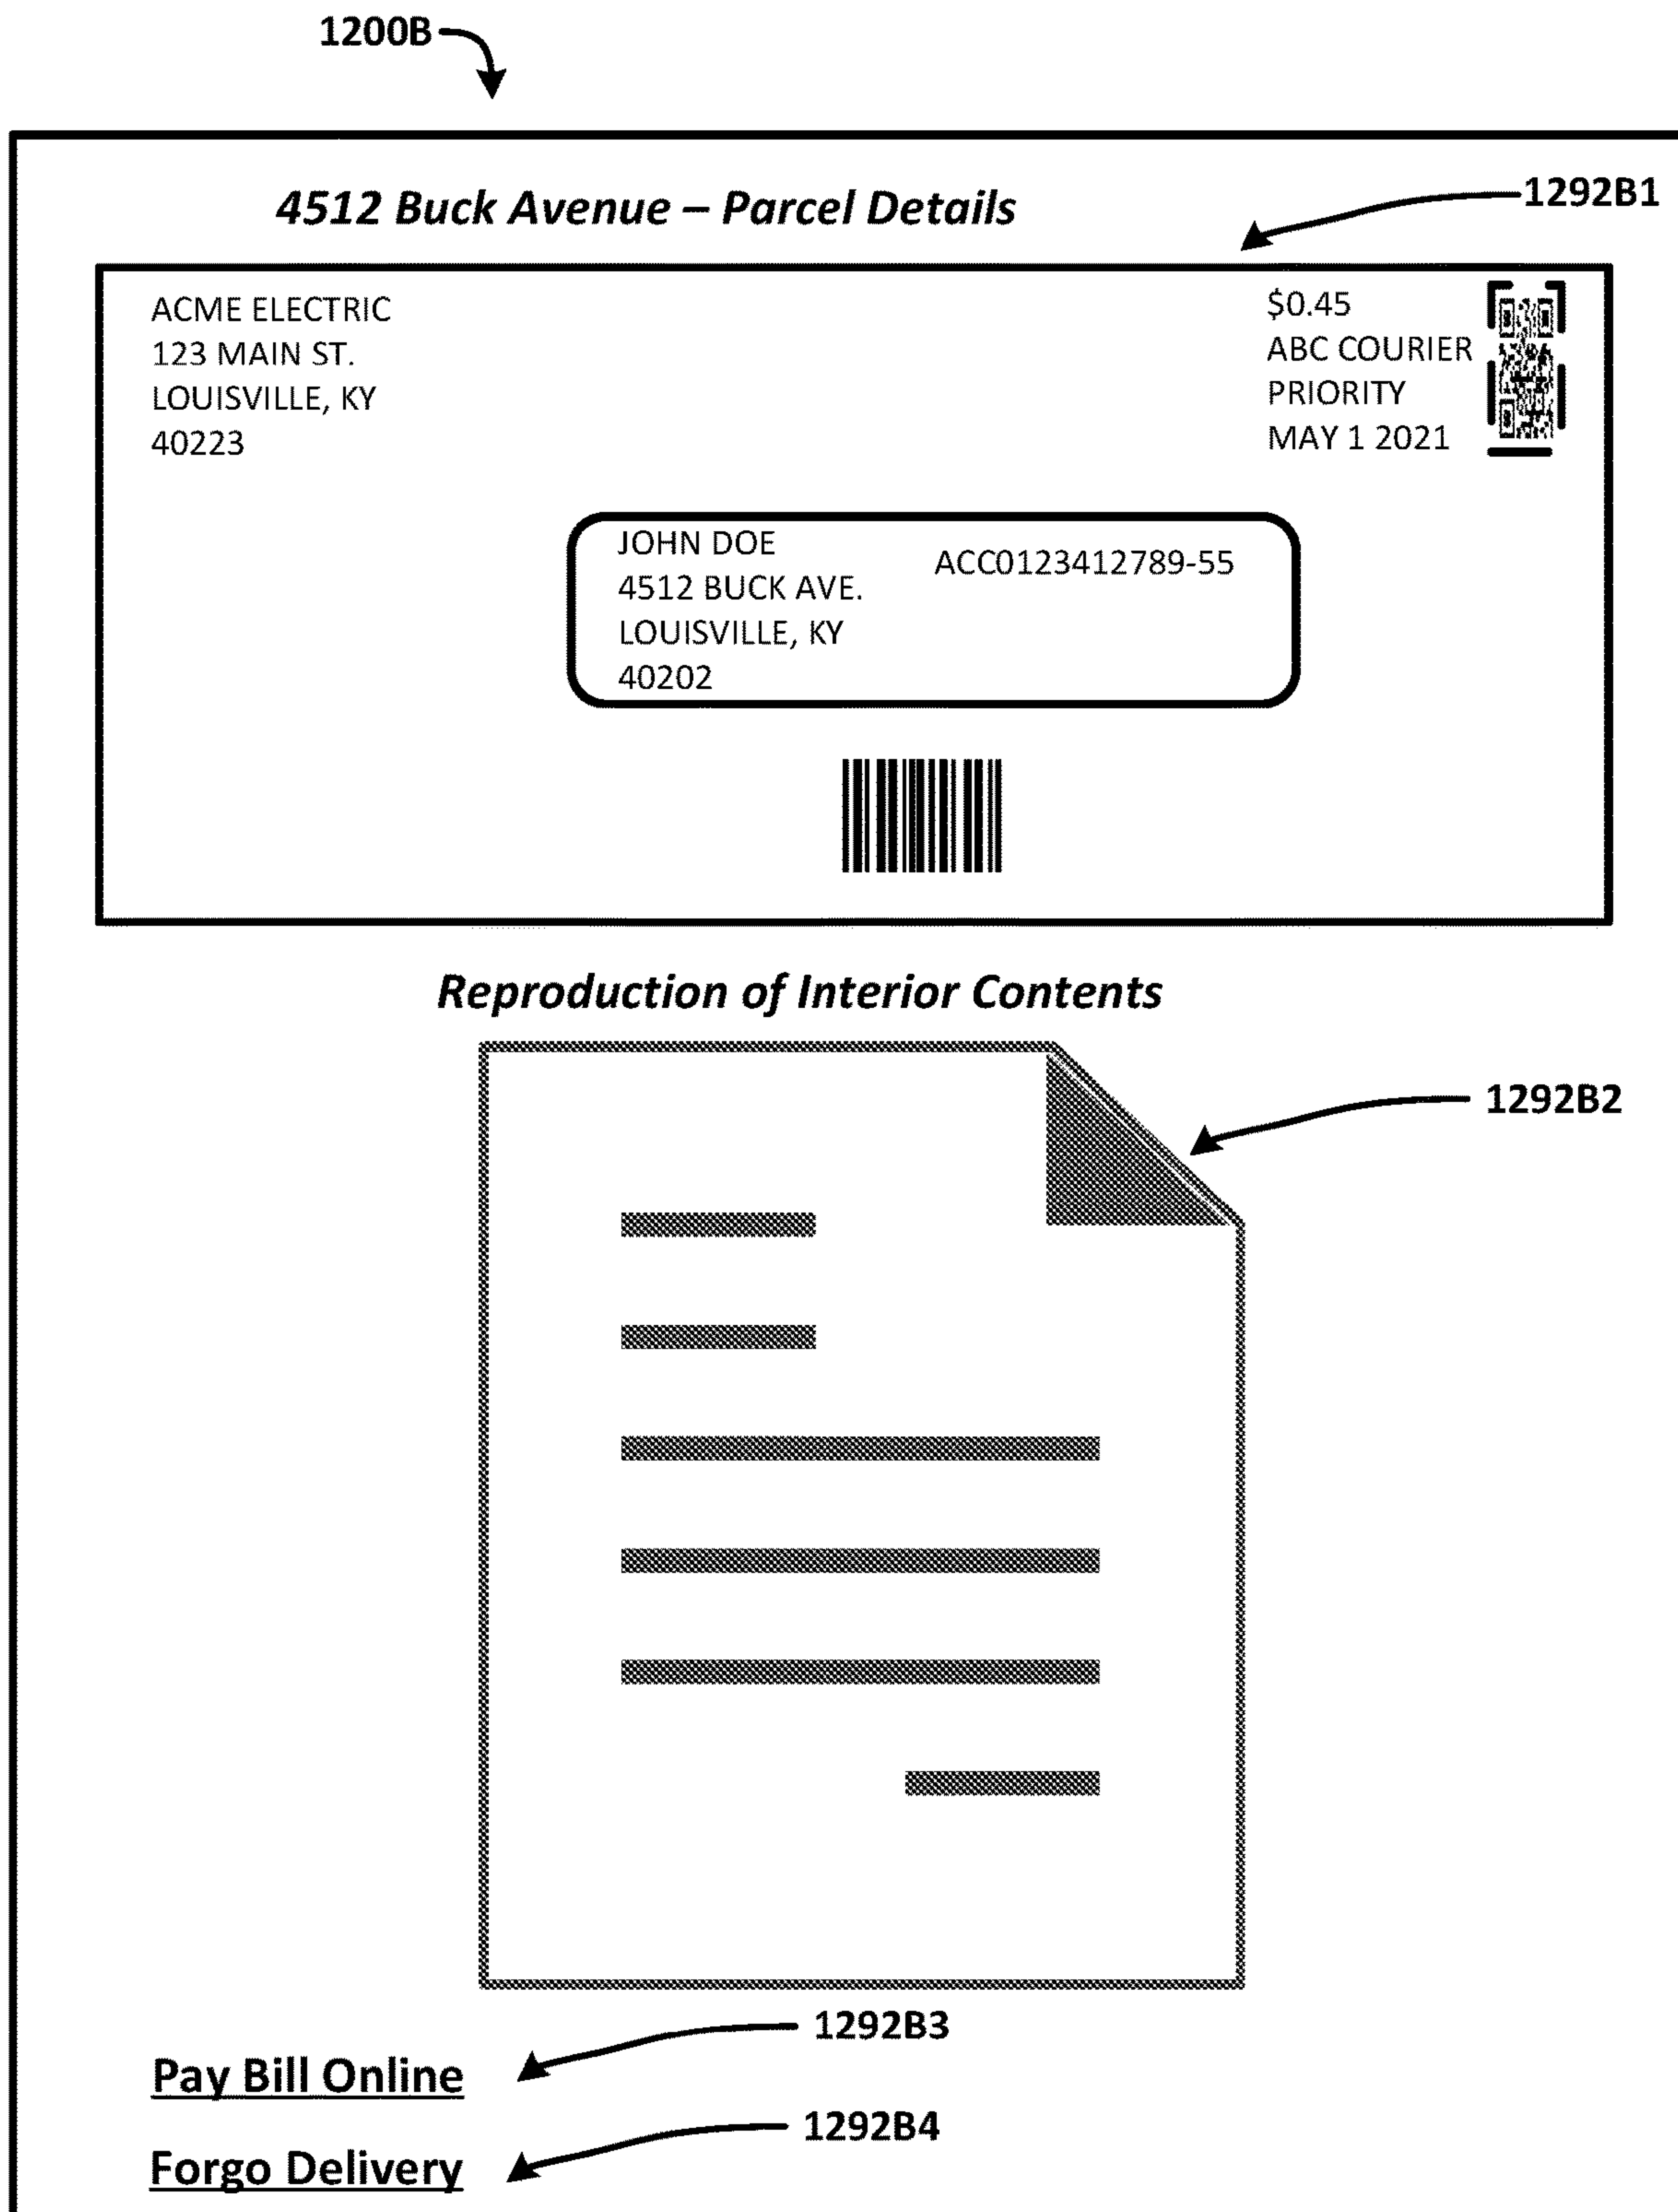 1200B
4512 Buck Avenue – Parcel Details
1292B1
ACME ELECTRIC
123 MAIN ST.
LOUISVILLE, KY
40223
$0.45
ABC COURIER
PRIORITY
MAY 1 2021
JOHN DOE
4512 BUCK AVE.
LOUISVILLE, KY
40202
ACC0123412789-55
Reproduction of Interior Contents
1292B2
1292B3
Pay Bill Online
1292B4
Forgo Delivery